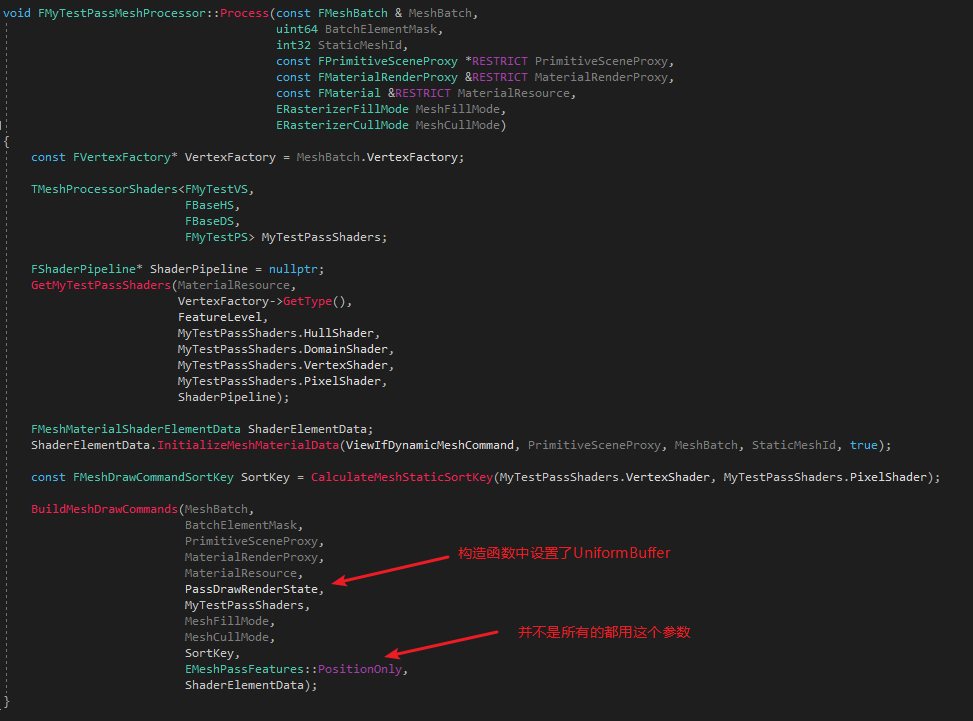 void FMyTestPassMeshProcessor::Process(const FMeshBatch & MeshBatch,
uint64 BatchElementMask,
int32 StaticMeshId,
const FPrimitiveSceneProxy *RESTRICT PrimitiveSceneProxy,
const FMaterialRenderProxy &RESTRICT MaterialRenderProxy,
const FMaterial &RESTRICT MaterialResource,
ERasterizerFillMode MeshFillMode,
ERasterizerCullMode MeshCullMode)
{
const FVertexFactory* VertexFactory = MeshBatch.VertexFactory;
TMeshProcessorShaders<FMyTestVS,
FBaseHS,
FBaseDS,
FMyTestPS> MyTestPassShaders;
FShaderPipeline* ShaderPipeline = nullptr;
GetMyTestPassShaders(MaterialResource,
VertexFactory->GetType(),
FeatureLevel,
MyTestPassShaders.HullShader,
MyTestPassShaders.DomainShader,
MyTestPassShaders.VertexShader,
MyTestPassShaders.PixelShader,
ShaderPipeline);
FMeshMaterialShaderElementData ShaderElementData;
ShaderElementData.InitializeMeshMaterialData(ViewIfDynamicMeshCommand, PrimitiveSceneProxy, MeshBatch, StaticMeshId, true);
const FMeshDrawCommandSortKey SortKey = CalculateMeshStaticSortKey(MyTestPassShaders.VertexShader, MyTestPassShaders.PixelShader);
BuildMeshDrawCommands(MeshBatch,
BatchElementMask,
PrimitiveSceneProxy,
MaterialRenderProxy,
MaterialResource,
PassDrawRenderState,
MyTestPassShaders,
MeshFillMode,
MeshCullMode,
SortKey,
EMeshPassFeatures::PositionOnly,
ShaderElementData);
}
构造函数中设置了UniformBuffer
并不是所有的都用这个参数